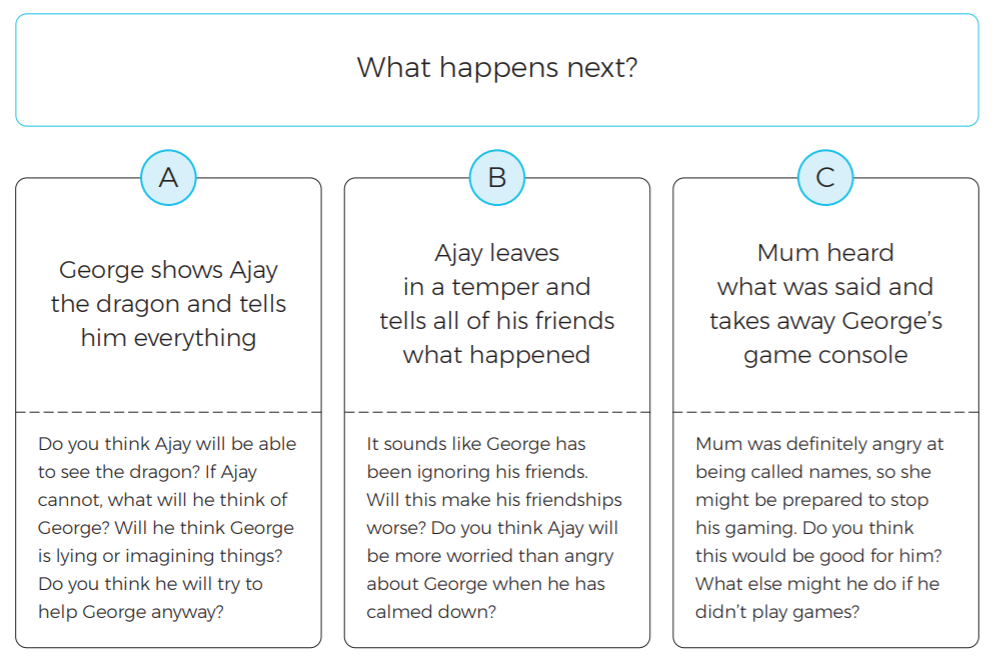 What happens next?
A
George shows Ajay
the dragon and tells
him everything
Do you think Ajay will be able
to see the dragon? If Ajay
cannot, what will he think of
George? Will he think George
is lying or imagining things?
Do you think he will try to
help George anyway?
B
Ajay leaves
in a temper and
tells all of his friends
what happened
It sounds like George has
been ignoring his friends.
Will this make his friendships
worse? Do you think Ajay will
be more worried than angry
about George when he has
calmed down?
C
Mum heard
what was said and
takes away George’s
game console
Mum was definitely angry at
being called names, so she
might be prepared to stop
his gaming. Do you think
this would be good for him?
What else might he do if he
didn’t play games?